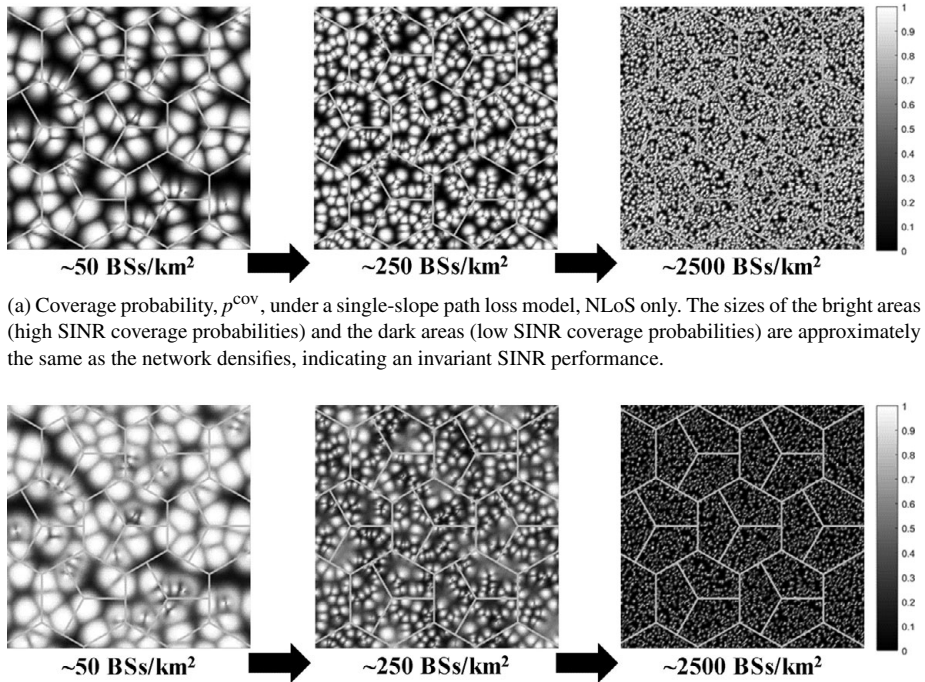 1
0.9
0.8
0.7
0.6
0.5
0.4
0.3
0.2
0.1
0
~50 BSs/km²
~250 BSs/km²
~2500 BSs/km²
(a) Coverage probability, p^cov, under a single-slope path loss model, NLoS only. The sizes of the bright areas
(high SINR coverage probabilities) and the dark areas (low SINR coverage probabilities) are approximately
the same as the network densifies, indicating an invariant SINR performance.
1
0.9
0.8
0.7
0.6
0.5
0.4
0.3
0.2
0.1
0
~50 BSs/km²
~250 BSs/km²
~2500 BSs/km²